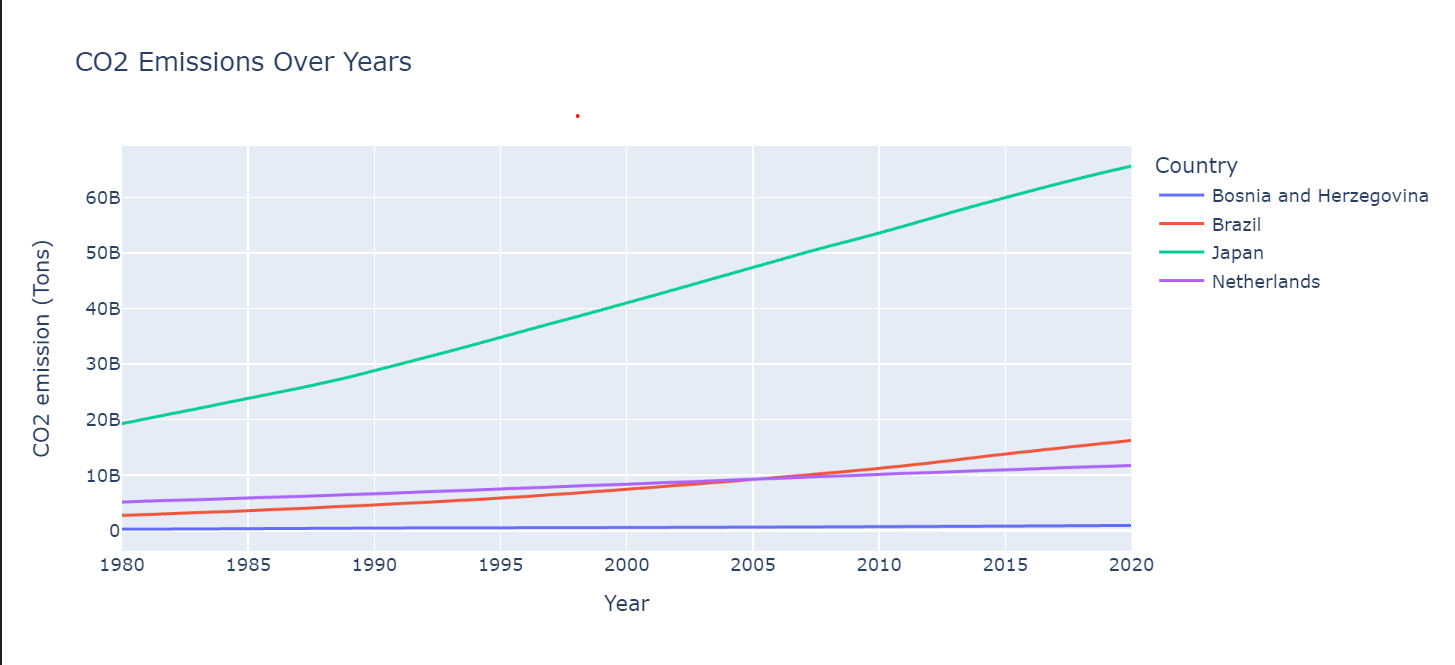 CO2 Emissions Over Years
Country
Bosnia and Herzegovina
Brazil
Japan
Netherlands
CO2 emission (Tons)
60B
50B
40B
30B
20B
10B
0
1980 1985 1990 1995 2000 2005 2010 2015 2020
Year